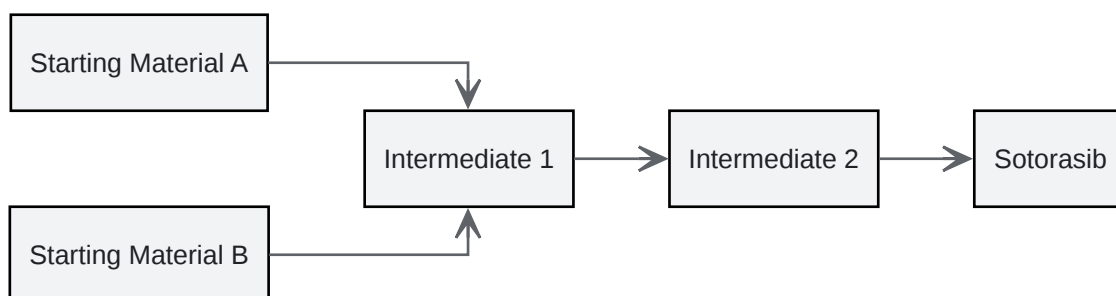 Starting Material A
Intermediate 1
Intermediate 2
Sotorasib
Starting Material B